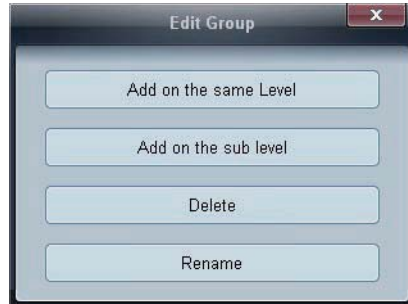 Edit Group
x
Add on the same Level
Add on the sub level
Delete
Rename